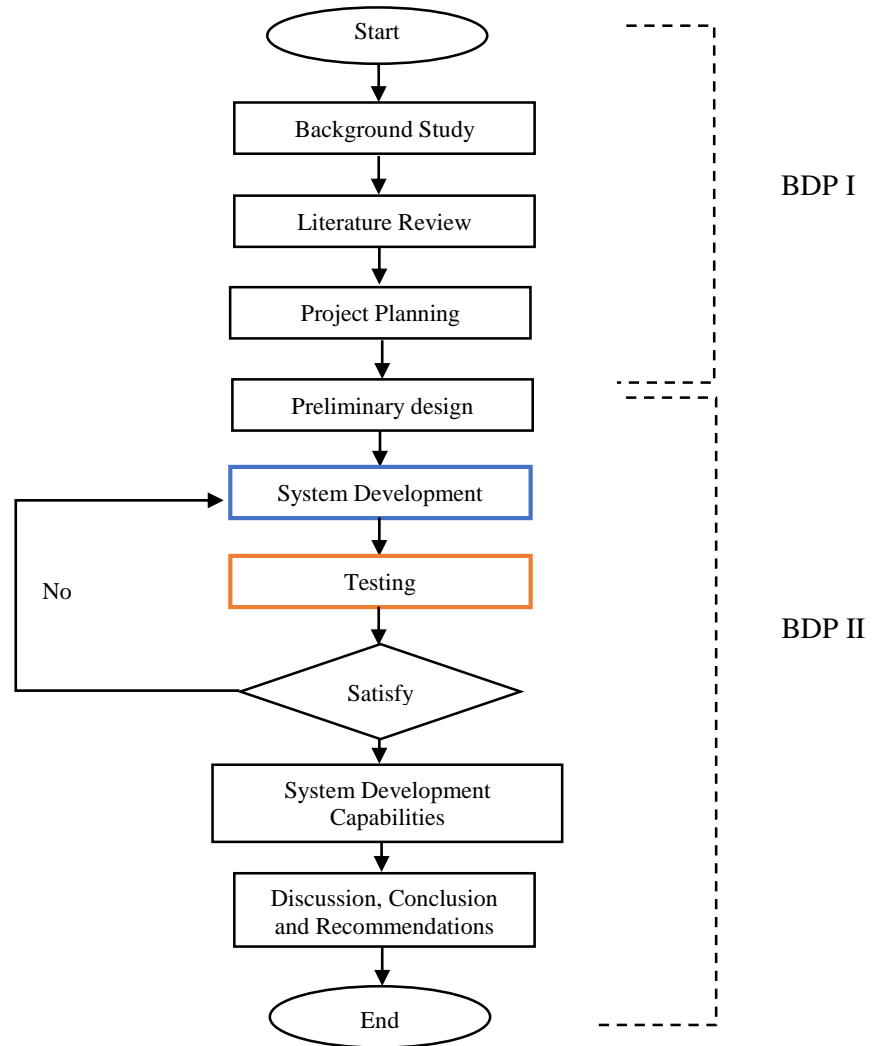 Start
Background Study
BDP I
Literature Review
Project Planning
Preliminary design
System Development
Testing
No
BDP II
Satisfy
System Development
Capabilities
Discussion, Conclusion
and Recommendations
End